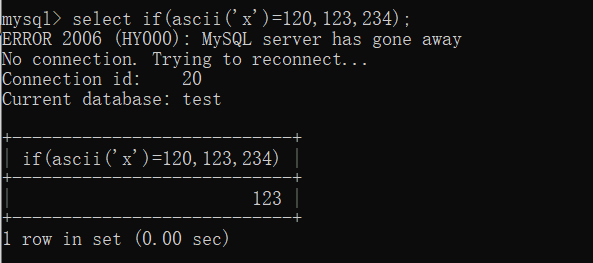 mysql> select if(ascii('x')=120,123,234);
ERROR 2006 (HY000): MySQL server has gone away
No connection. Trying to reconnect...
Connection id:    20
Current database: test
+----------------------------+
| if(ascii('x')=120,123,234) |
+----------------------------+
|                        123 |
+----------------------------+
1 row in set (0.00 sec)